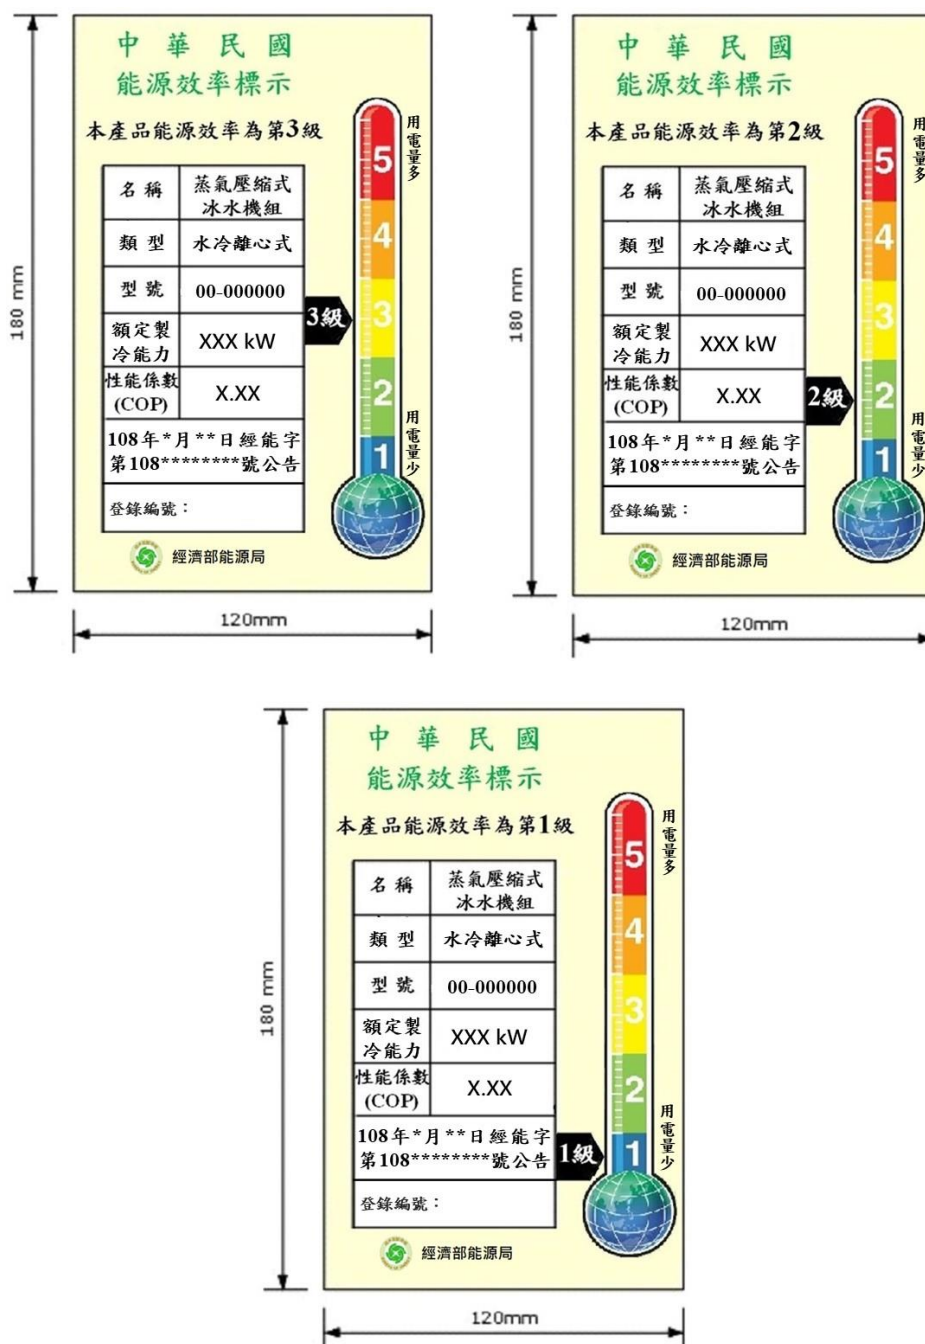 中華民國
能源效率標示
本產品能源效率為第3級
用電量多
名稱
蒸氣壓縮式
冰水機組
類型
水冷離心式
型號
00-000000
額定製
冷能力
XXX kW
性能係數
(COP)
X.XX
108年*月**日經能字
第108********號公告
登錄編號：
經濟部能源局
3級
5
4
3
2
1
用電量少
180 mm
120mm
中華民國
能源效率標示
本產品能源效率為第2級
用電量多
名稱
蒸氣壓縮式
冰水機組
類型
水冷離心式
型號
00-000000
額定製
冷能力
XXX kW
性能係數
(COP)
X.XX
108年*月**日經能字
第108********號公告
登錄編號：
經濟部能源局
2級
5
4
3
2
1
用電量少
180 mm
120mm
中華民國
能源效率標示
本產品能源效率為第1級
用電量多
名稱
蒸氣壓縮式
冰水機組
類型
水冷離心式
型號
00-000000
額定製
冷能力
XXX kW
性能係數
(COP)
X.XX
108年*月**日經能字
第108********號公告
登錄編號：
經濟部能源局
1級
5
4
3
2
1
用電量少
180 mm
120mm